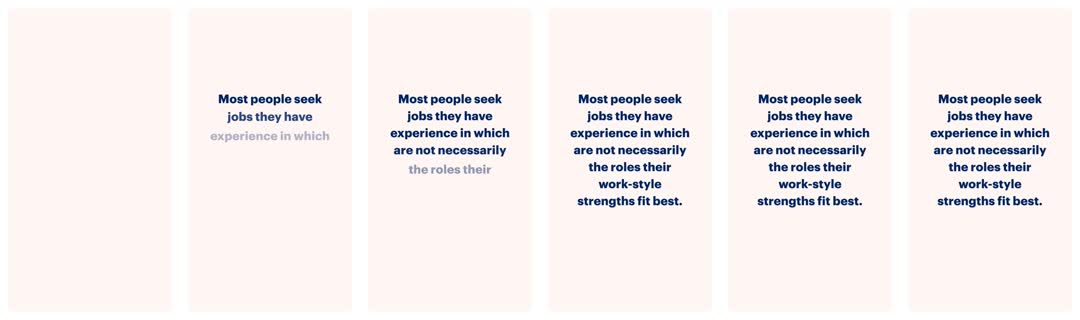 Most people seek
jobs they have
experience in which
Most people seek
jobs they have
experience in which
are not necessarily
the roles their
Most people seek
jobs they have
experience in which
are not necessarily
the roles their
work-style
strengths fit best.
Most people seek
jobs they have
experience in which
are not necessarily
the roles their
work-style
strengths fit best.
Most people seek
jobs they have
experience in which
are not necessarily
the roles their
work-style
strengths fit best.